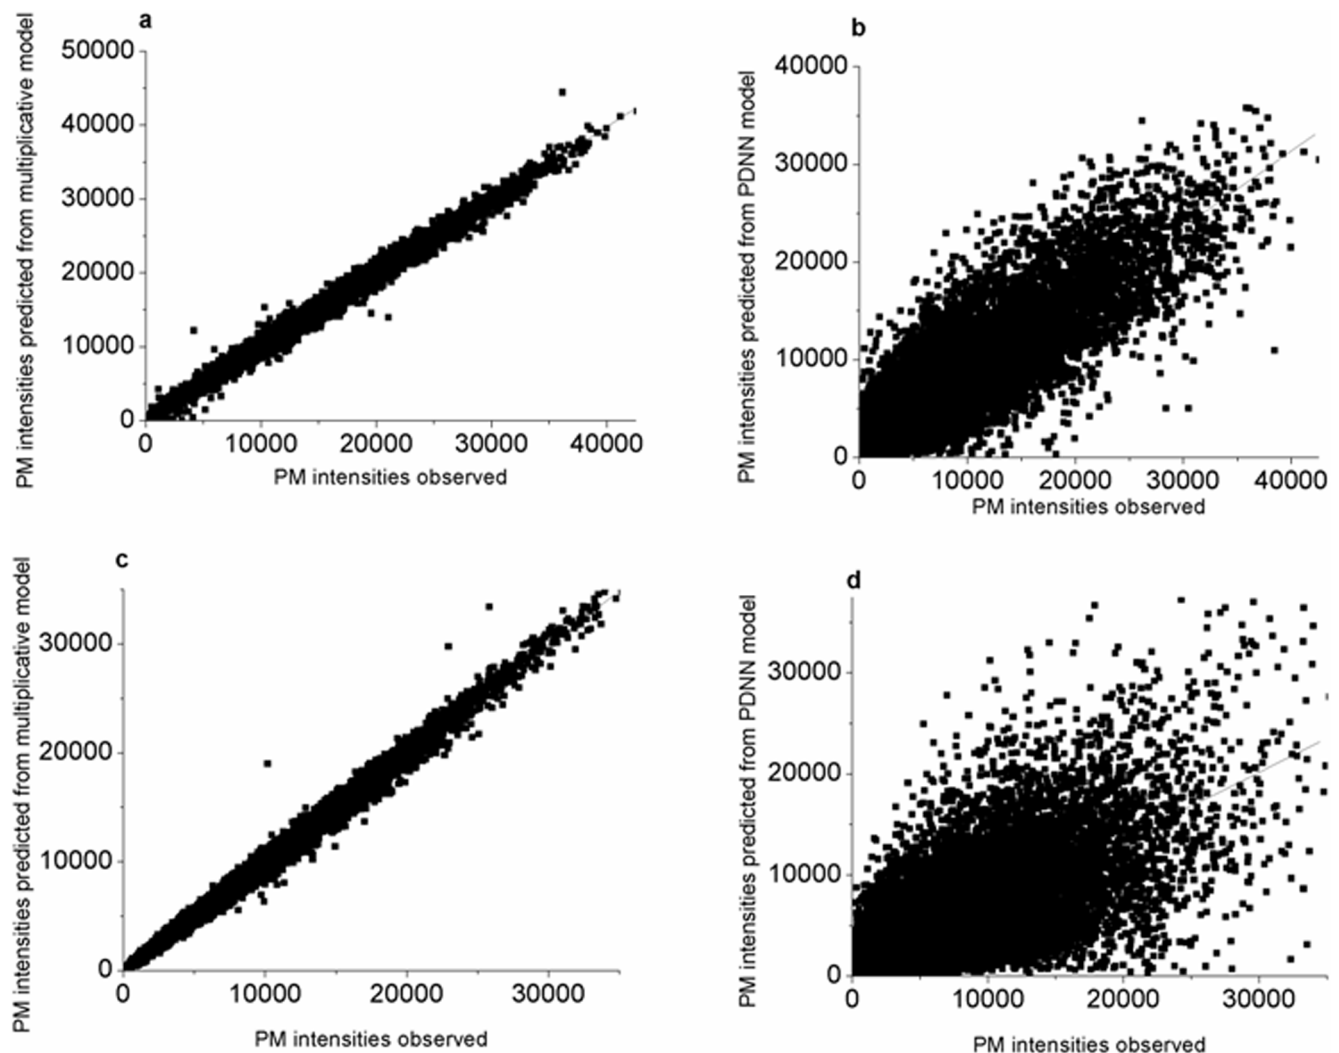 a
PM intensities predicted from multiplicative model
50000
40000
30000
20000
10000
0
0 10000 20000 30000 40000
PM intensities observed
b
PM intensities predicted from PDNN model
40000
30000
20000
10000
0
0 10000 20000 30000 40000
PM intensities observed
c
PM intensities predicted from multiplicative model
30000
20000
10000
0
0 10000 20000 30000
PM intensities observed
d
PM intensities predicted from PDNN model
30000
20000
10000
0
0 10000 20000 30000
PM intensities observed